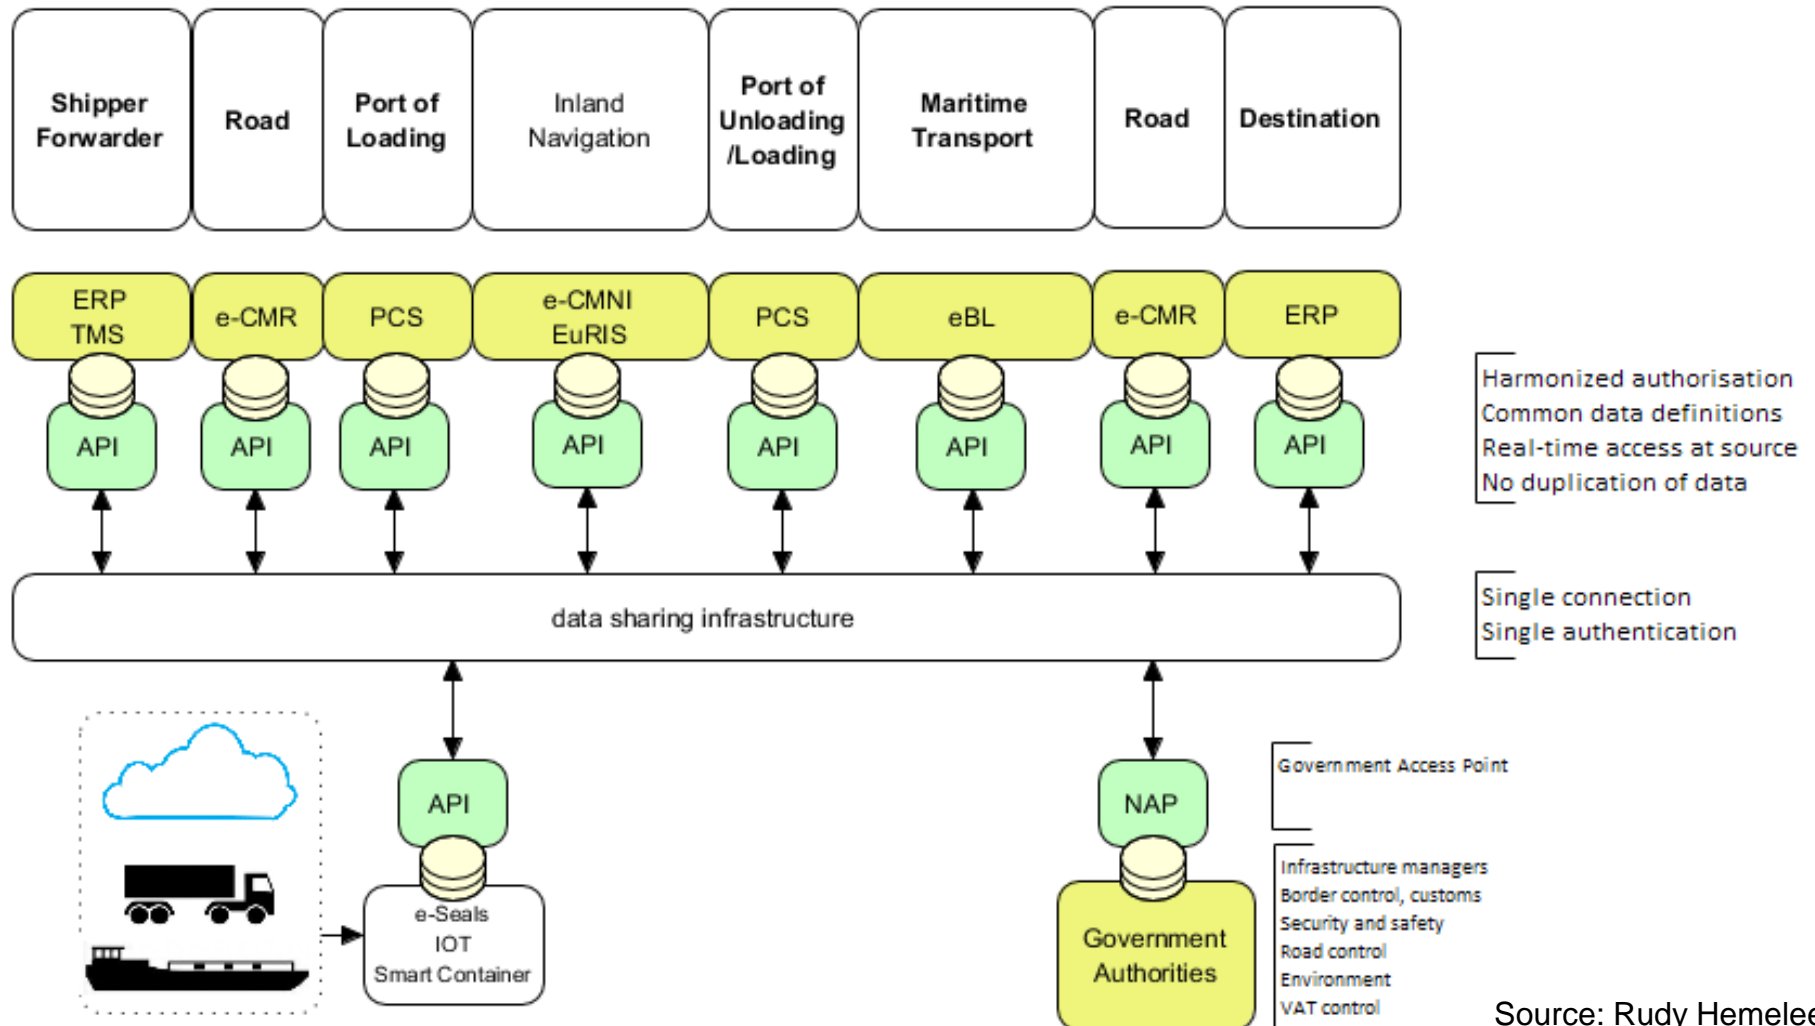 Shipper
Forwarder
Road
Port of
Loading
Inland
Navigation
Port of
Unloading
/Loading
Maritime
Transport
Road
Destination
ERP
TMS
e-CMR
PCS
e-CMNI
EuRIS
PCS
eBL
e-CMR
ERP
API
API
API
API
API
API
API
API
Harmonized authorisation
Common data definitions
Real-time access at source
No duplication of data
data sharing infrastructure
Single connection
Single authentication
API
e-Seals
IOT
Smart Container
NAP
Government Access Point
Government
Authorities
Infrastructure managers
Border control, customs
Security and safety
Road control
Environment
VAT control
Source: Rudy